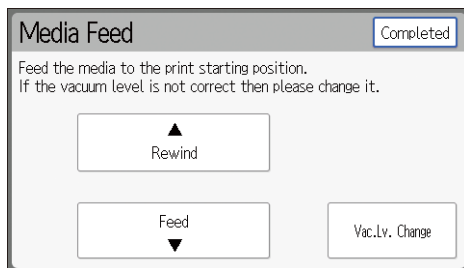 Media Feed
Completed
Feed the media to the print starting position.
If the vacuum level is not correct then please change it.
▲
Rewind
Feed
▼
Vac.Lv. Change